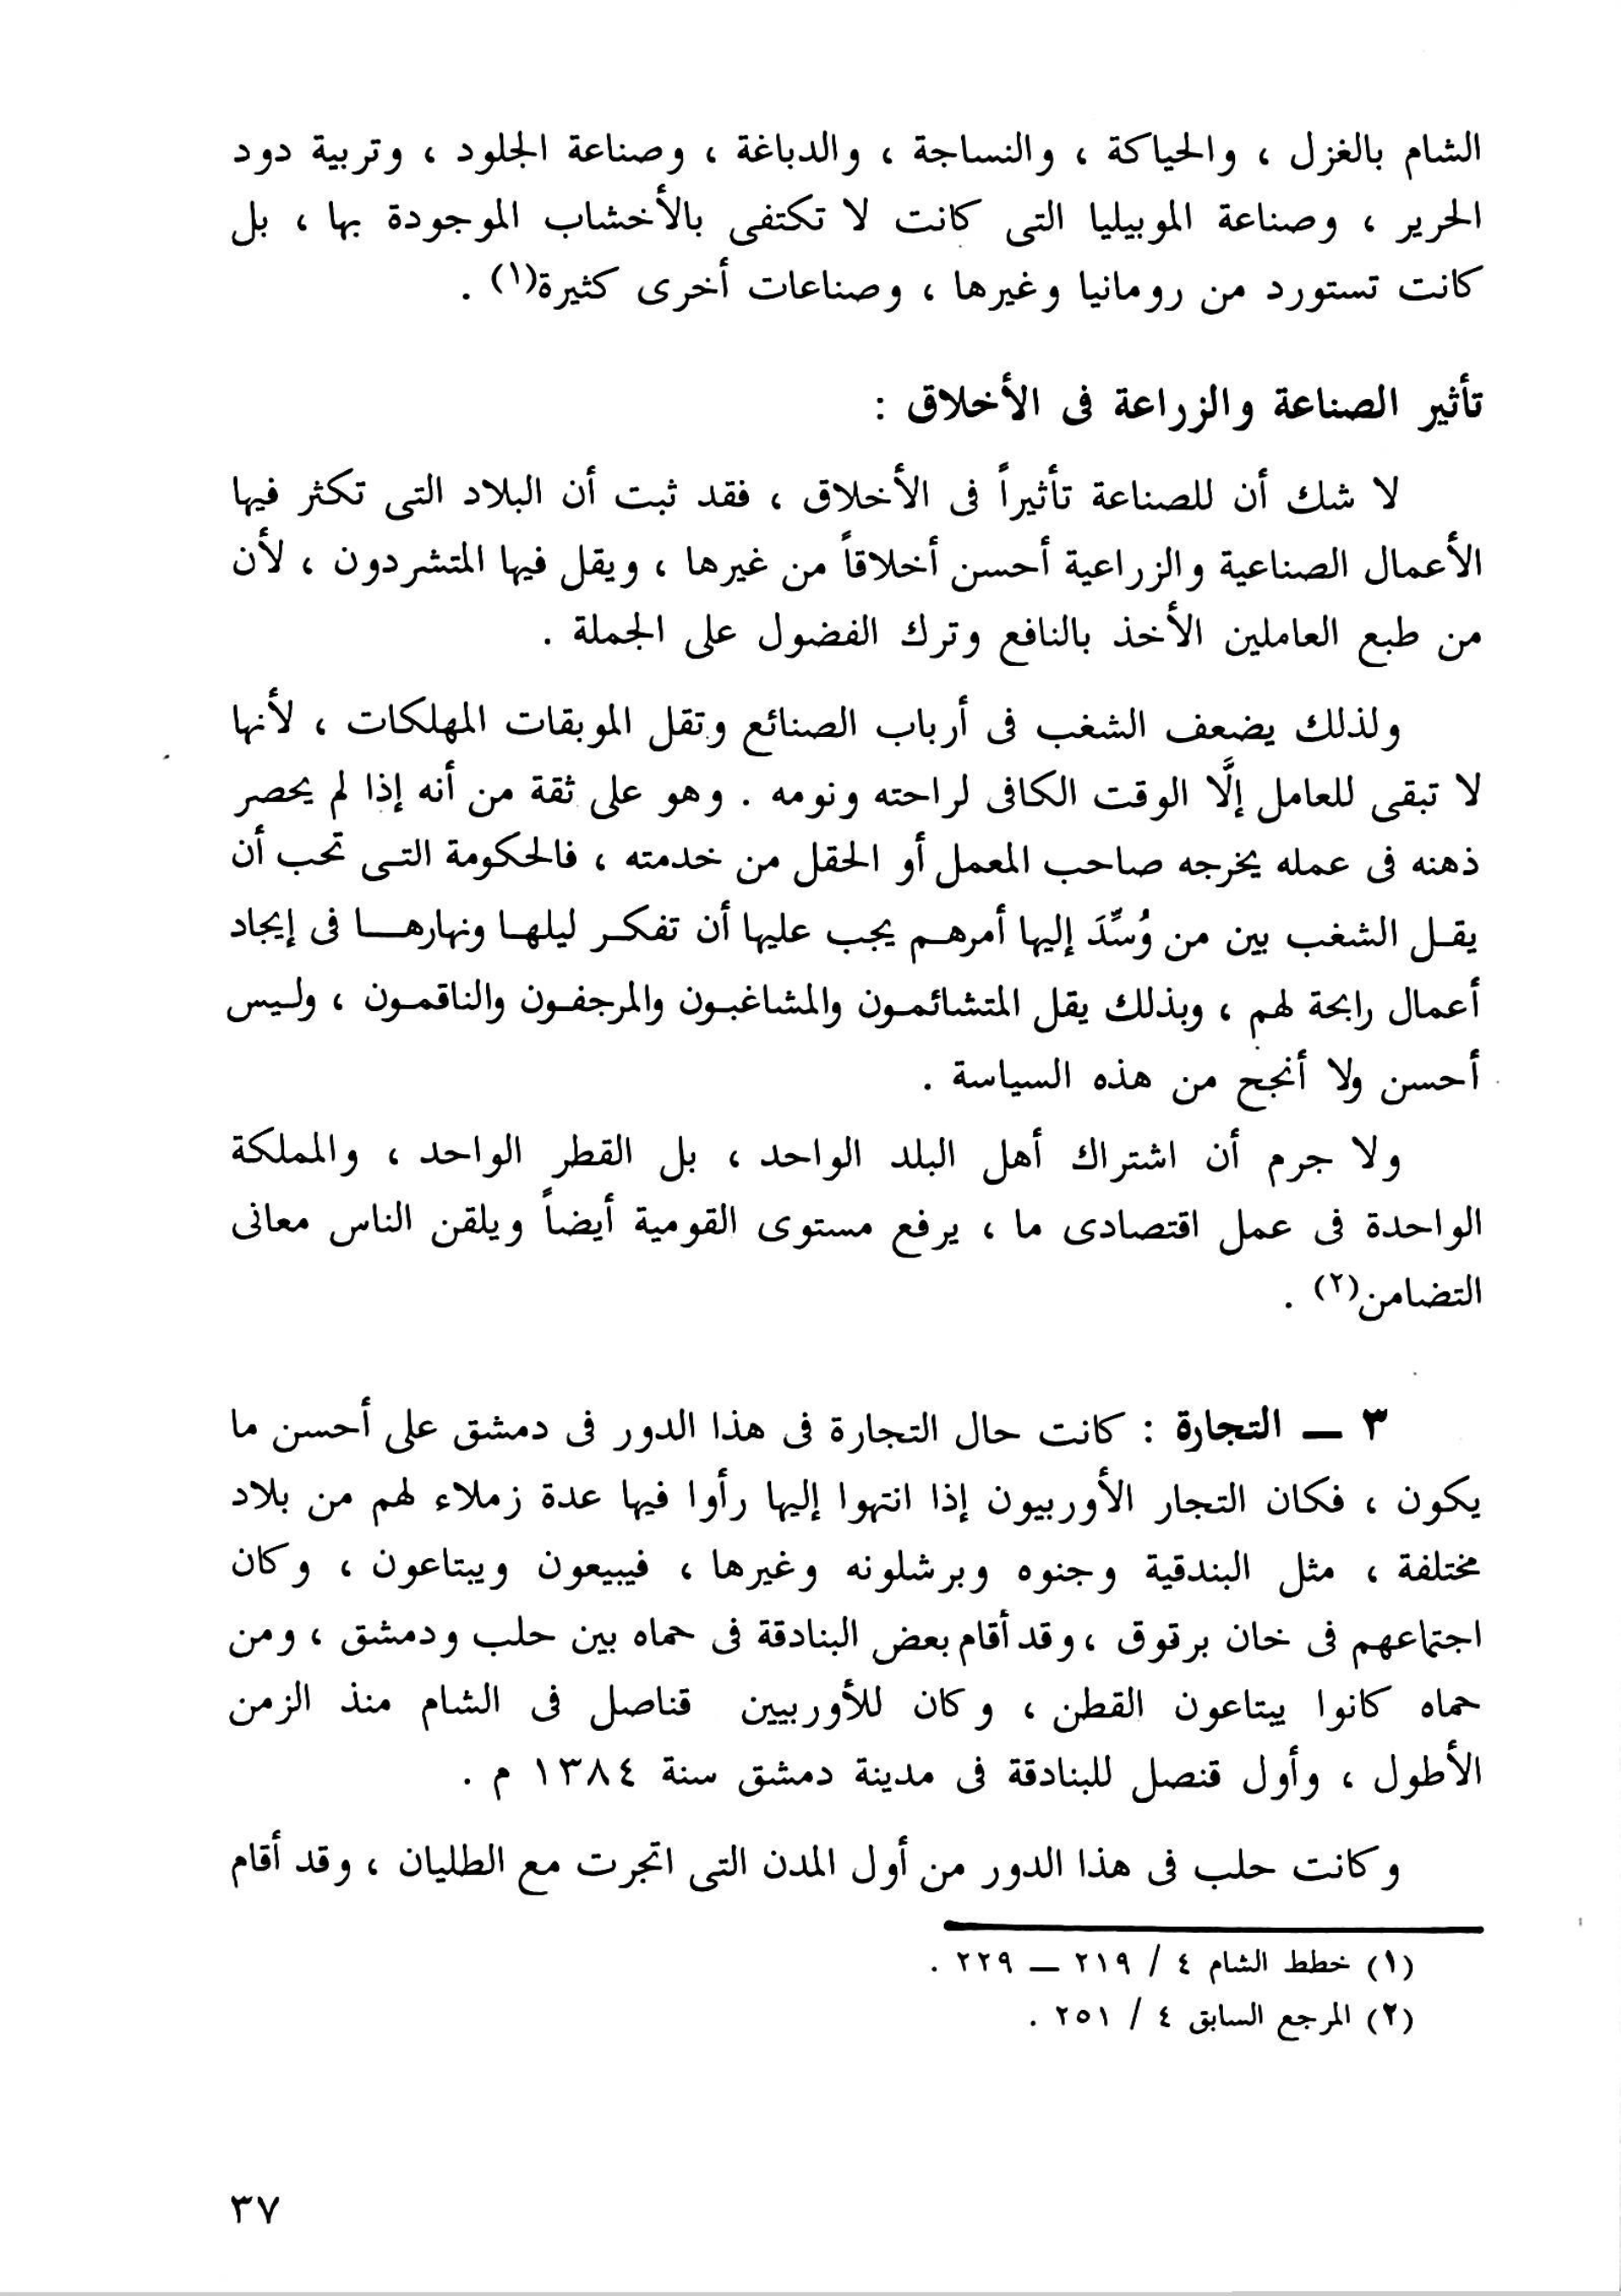 الشام بالغزل ، والحياكة ، والنساجة ، والدباغة ، وصناعة الجلود ، وتربية دود
الحرير ، وصناعة الموبيليا التى كانت لا تكتفى بالأخشاب الموجودة بها ، بل
كانت تستورد من رومانيا وغيرها ، وصناعات أخرى كثيرة(١) .
تأثير الصناعة والزراعة فى الأخلاق :
لا شك أن للصناعة تأثيراً فى الأخلاق ، فقد ثبت أن البلاد التى تكثر فيها
الأعمال الصناعية والزراعية أحسن أخلاقاً من غيرها ، ويقل فيها المتشردون ، لأن
من طبع العاملين الأخذ بالنافع وترك الفضول على الجملة .
ولذلك يضعف الشغب فى أرباب الصنائع وتقل الموبقات المهلكات ، لأنها
لا تبقى للعامل إلَّا الوقت الكافى لراحته ونومه . وهو على ثقة من أنه إذا لم يحصر
ذهنه فى عمله يخرجه صاحب المعمل أو الحقل من خدمته ، فالحكومة التى تحب أن
يقل الشغب بين من وُسِّدَ إليها أمرهم يجب عليها أن تفكر ليلها ونهارها فى إيجاد
أعمال رابحة لهم ، وبذلك يقل المتشائمون والمشاغبون والمرجفون والناقمون ، وليس
أحسن ولا أنجح من هذه السياسة .
ولا جرم أن اشتراك أهل البلد الواحد ، بل القطر الواحد ، والمملكة
الواحدة فى عمل اقتصادى ما ، يرفع مستوى القومية أيضاً ويلقن الناس معانى
التضامن(٢) .
٣ ــ التجارة : كانت حال التجارة فى هذا الدور فى دمشق على أحسن ما
يكون ، فكان التجار الأوربيون إذا انتهوا إليها رأوا فيها عدة زملاء لهم من بلاد
مختلفة ، مثل البندقية وجنوه وبرشلونه وغيرها ، فيبيعون ويبتاعون ، وكان
اجتماعهم فى خان برقوق ، وقد أقام بعض البنادقة فى حماه بين حلب ودمشق ، ومن
حماه كانوا يبتاعون القطن ، وكان للأوربيين قناصل فى الشام منذ الزمن
الأطول ، وأول قنصل للبنادقة فى مدينة دمشق سنة ١٣٨٤ م .
وكانت حلب فى هذا الدور من أول المدن التى اتجرت مع الطليان ، وقد أقام
(١) خطط الشام ٤ / ٢١٩ ــ ٢٢٩ .
(٢) المرجع السابق ٤ / ٢٥١ .
٣٧